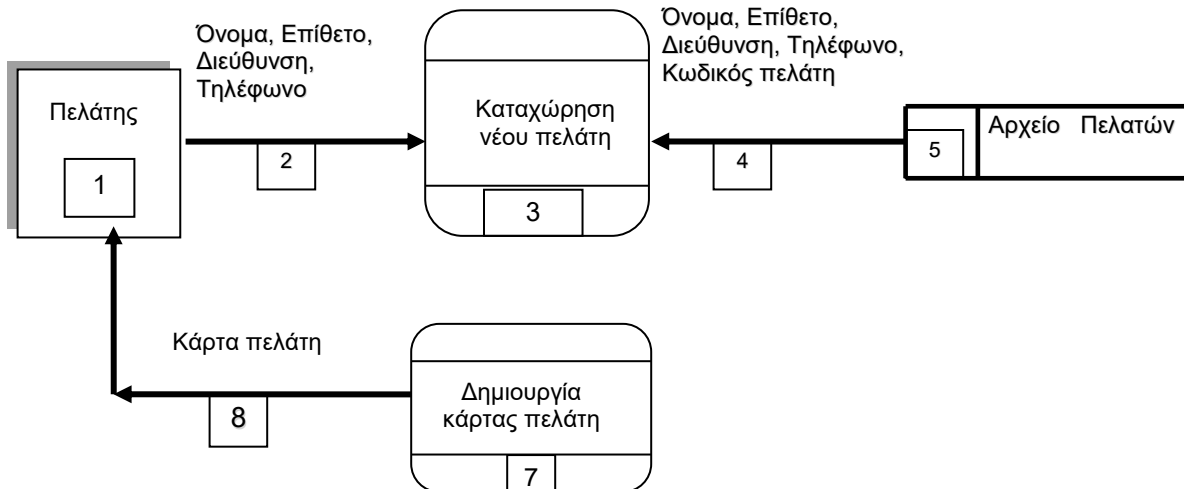 Όνομα, Επίθετο,
Διεύθυνση,
Τηλέφωνο
Όνομα, Επίθετο,
Διεύθυνση, Τηλέφωνο,
Κωδικός πελάτη
Πελάτης
1
2
Καταχώρηση
νέου πελάτη
3
4
5
Αρχείο Πελατών
Κάρτα πελάτη
8
Δημιουργία
κάρτας πελάτη
7